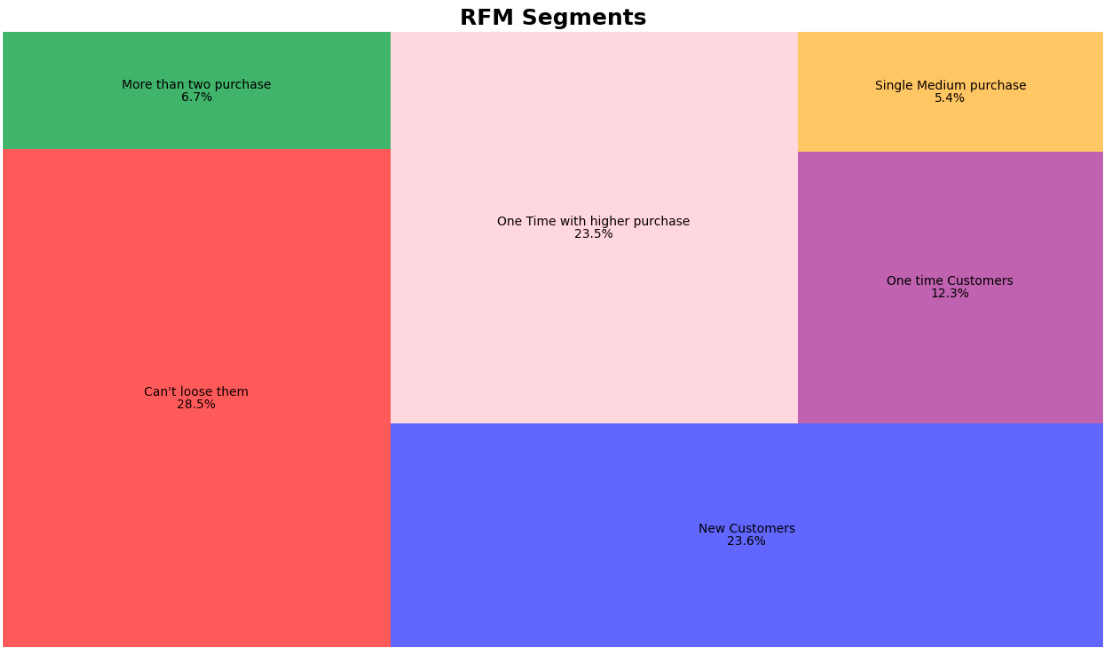 RFM Segments
More than two purchase
6.7%
Can't loose them
28.5%
One Time with higher purchase
23.5%
Single Medium purchase
5.4%
One time Customers
12.3%
New Customers
23.6%